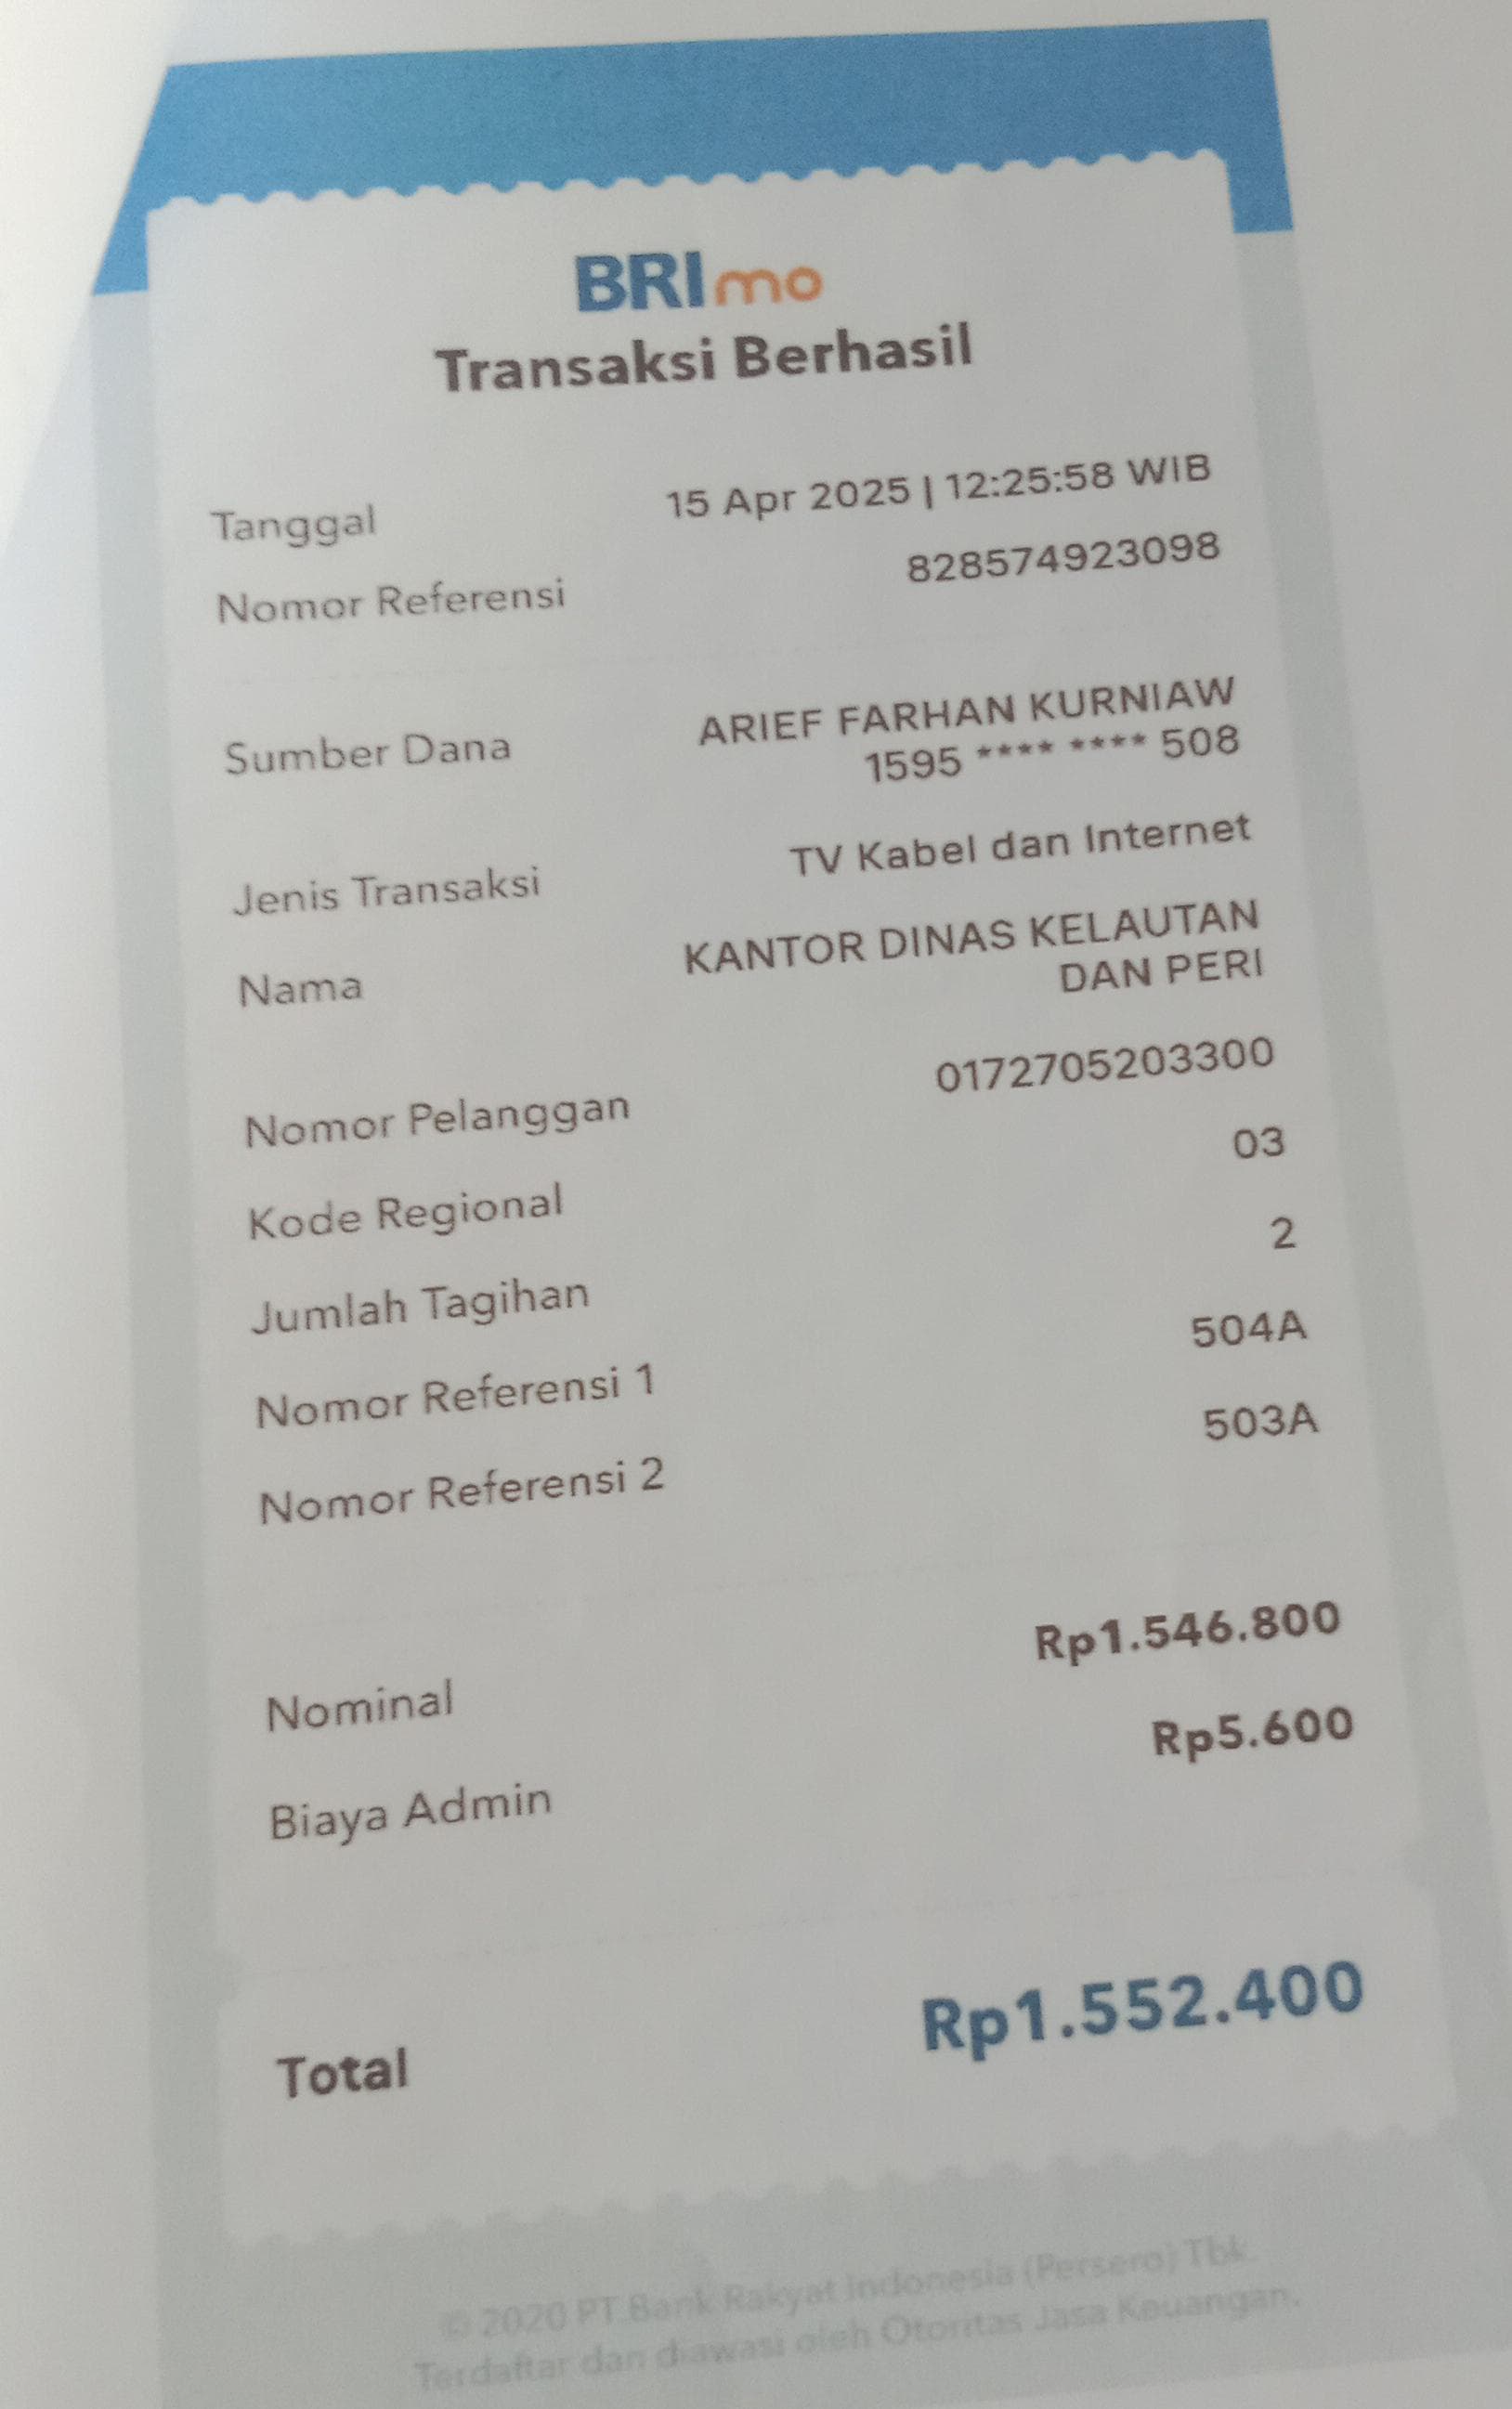 BRImo
Transaksi Berhasil
Tanggal 15 Apr 2025 | 12:25:58 WIB
Nomor Referensi 828574923098
Sumber Dana ARIEF FARHAN KURNIAW
1595 **** **** 508
Jenis Transaksi TV Kabel dan Internet
Nama KANTOR DINAS KELAUTAN
DAN PERI
Nomor Pelanggan 0172705203300
Kode Regional 03
Jumlah Tagihan 2
Nomor Referensi 1 504A
Nomor Referensi 2 503A
Nominal Rp1.546.800
Biaya Admin Rp5.600
Total Rp1.552.400
© 2020 PT.Bank Rakyat Indonesia (Persero) Tbk.
Terdaftar dan diawasi oleh Otoritas Jasa Keuangan.